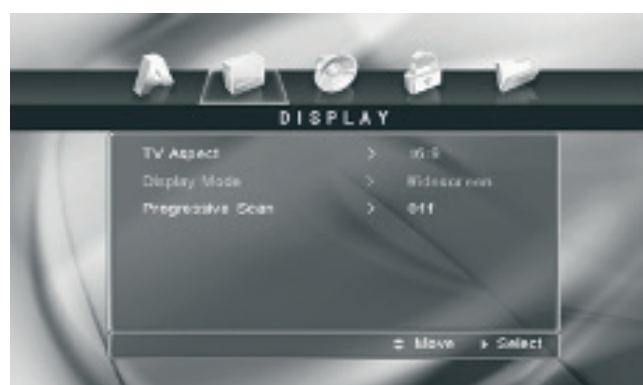 DISPLAY
TV Aspect > 16:9
Display Mode > Widescreen
Progressive Scan > Off
Move Select